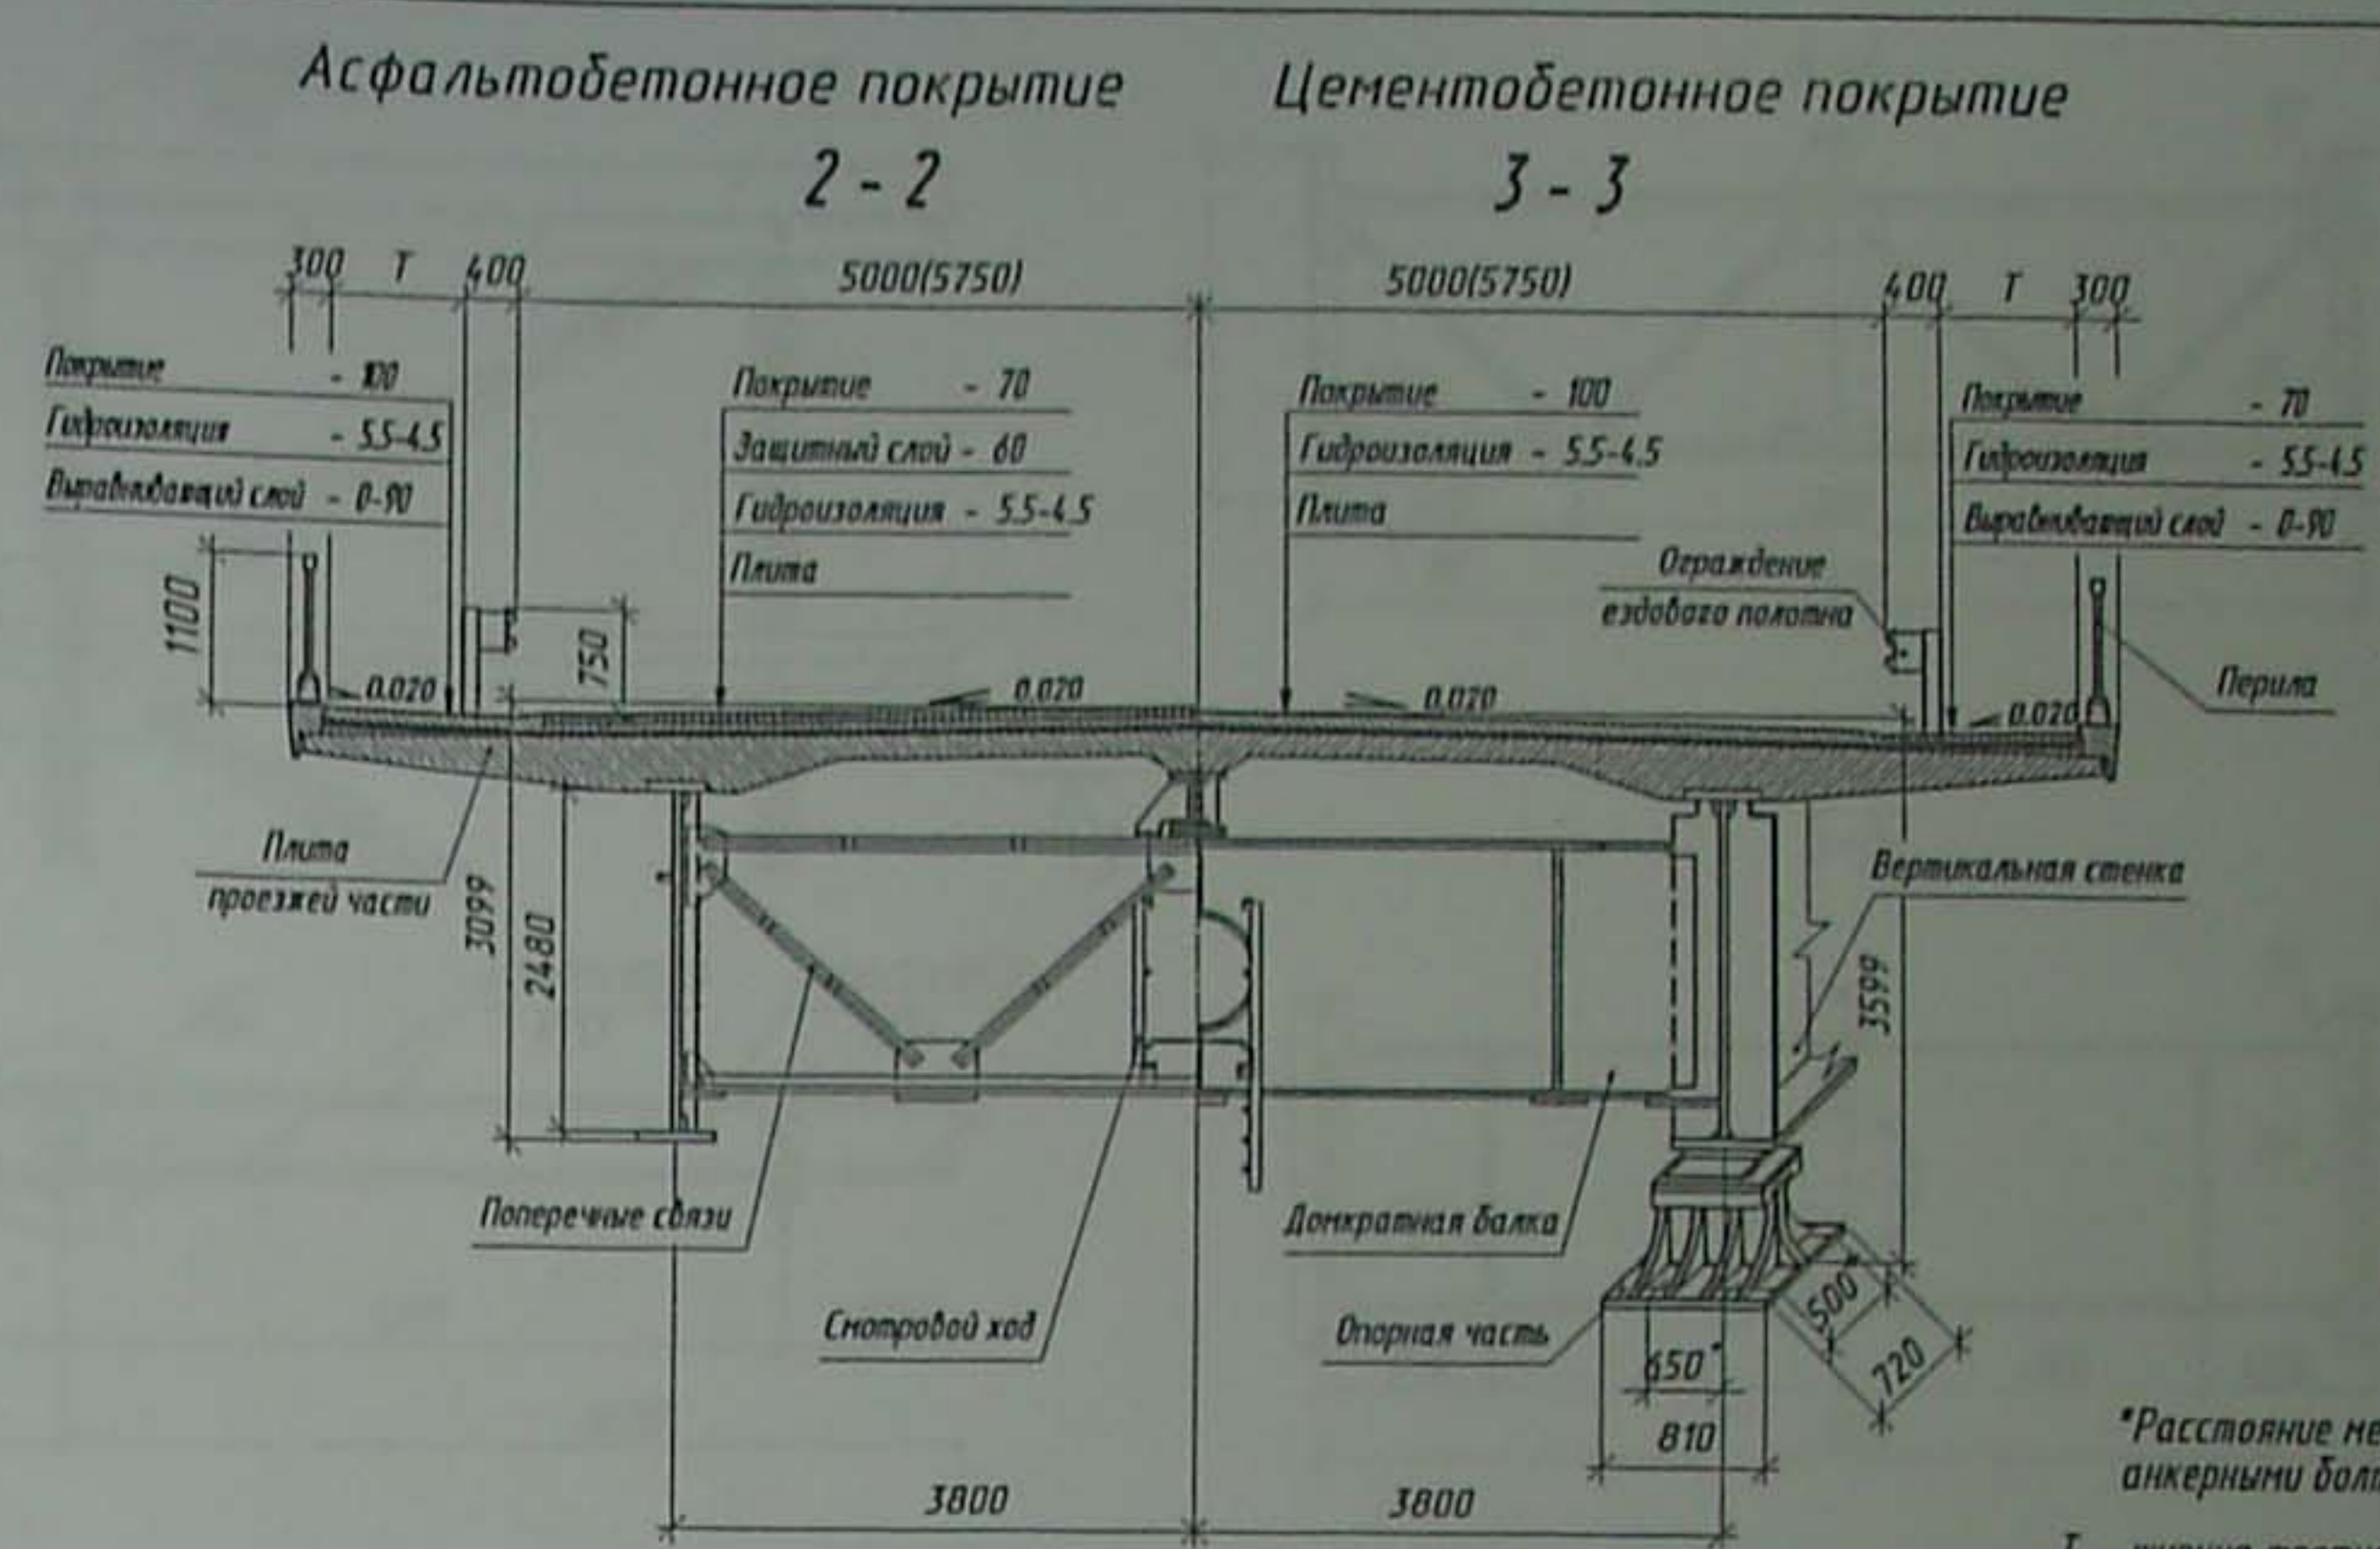 Асфальтобетонное покрытие
Цементобетонное покрытие
2 - 2
3 - 3
300 Т 400 5000(5750) 5000(5750) 400 Т 300
Покрытие - 100
Гидроизоляция - 5.5-4.5
Выравнивающий слой - 0-90
Покрытие - 70
Защитный слой - 60
Гидроизоляция - 5.5-4.5
Плита
Покрытие - 100
Гидроизоляция - 5.5-4.5
Плита
Покрытие - 70
Гидроизоляция - 5.5-4.5
Выравнивающий слой - 0-90
Ограждение
ездового полотна
Перила
1100
750
0.020
0.020
0.020
0.020
Плита
проезжей части
3099
2480
Вертикальная стенка
3599
Поперечные связи
Смотровой ход
Домкратная балка
Опорная часть
500*
720
650*
810
3800
3800
*Расстояние
анкерными
Т